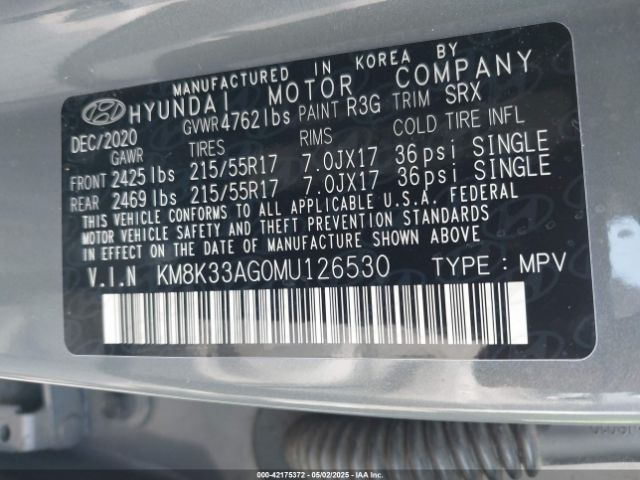 MANUFACTURED IN KOREA BY
HYUNDAI MOTOR COMPANY
DEC/2020 GVWR 4762 lbs PAINT R3G TRIM SRX
GAWR TIRES RIMS COLD TIRE INFL
FRONT 2425 lbs 215/55R17 7.0JX17 36 psi SINGLE
REAR 2469 lbs 215/55R17 7.0JX17 36 psi SINGLE
THIS VEHICLE CONFORMS TO ALL APPLICABLE U.S.A. FEDERAL
MOTOR VEHICLE SAFETY AND THEFT PREVENTION
STANDARDS IN EFFECT ON THE DATE OF MANUFACTURE SHOWN ABOVE
V.I.N KM8K33AG0MU126530 TYPE : MPV
000-42175372 - 05/02/2025 - IAA Inc.